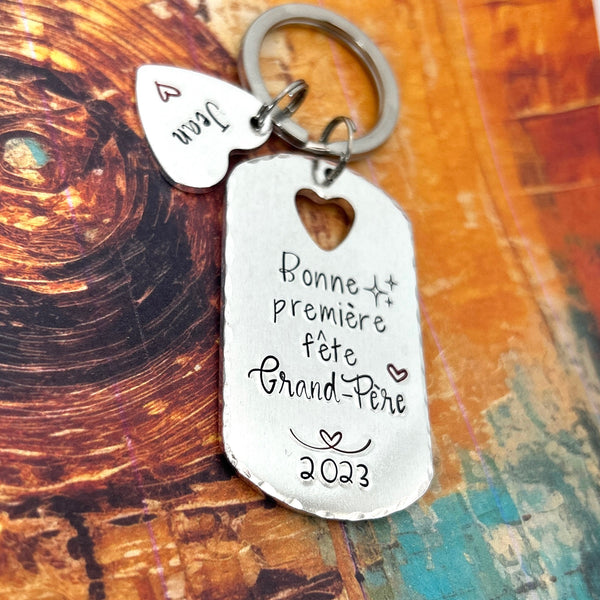 Jean
Bonne
première
fête
Grand-Père
2023